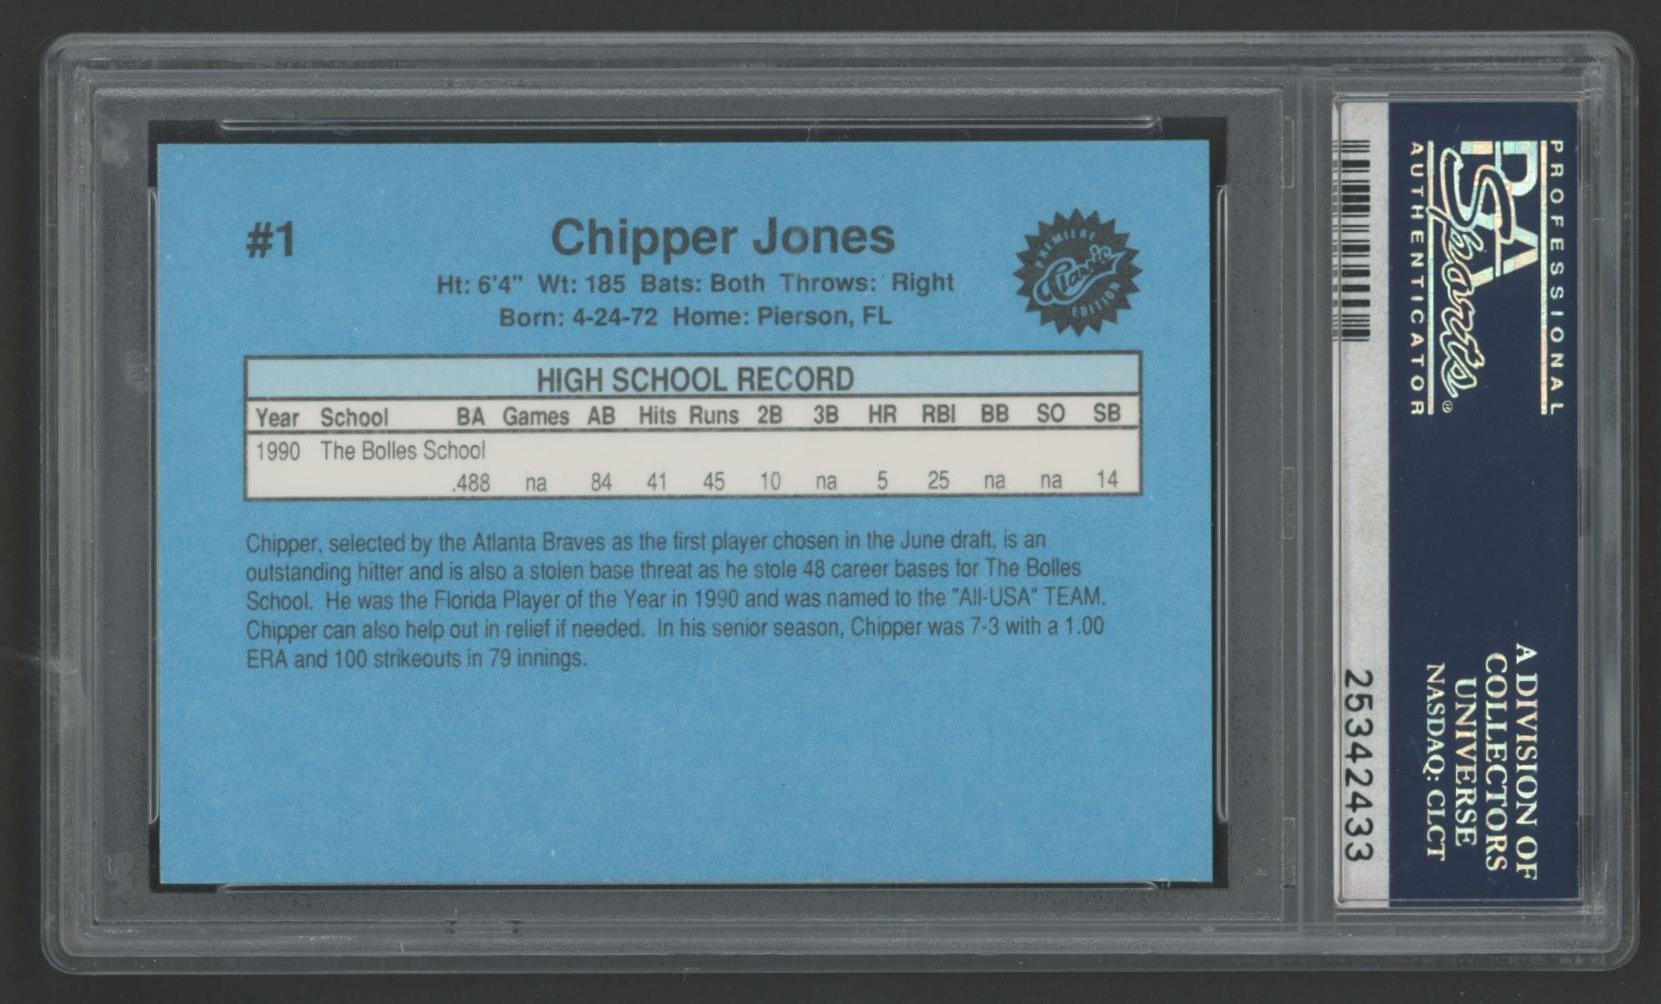 #1
Chipper Jones
Ht: 6'4" Wt: 185 Bats: Both Throws: Right
Born: 4-24-72 Home: Pierson, FL
PREMIERE
Classic
EDITION
HIGH SCHOOL RECORD
Year School BA Games AB Hits Runs 2B 3B HR RBI BB SO SB
1990 The Bolles School
.488 na 84 41 45 10 na 5 25 na na 14
Chipper, selected by the Atlanta Braves as the first player chosen in the June draft, is an
outstanding hitter and is also a stolen base threat as he stole 48 career bases for The Bolles
School. He was the Florida Player of the Year in 1990 and was named to the "All-USA" TEAM.
Chipper can also help out in relief if needed. In his senior season, Chipper was 7-3 with a 1.00
ERA and 100 strikeouts in 79 innings.
PROFESSIONAL
PSA
Sports®
AUTHENTICATOR
A DIVISION OF
COLLECTORS
UNIVERSE
NASDAQ: CLCT
25342433